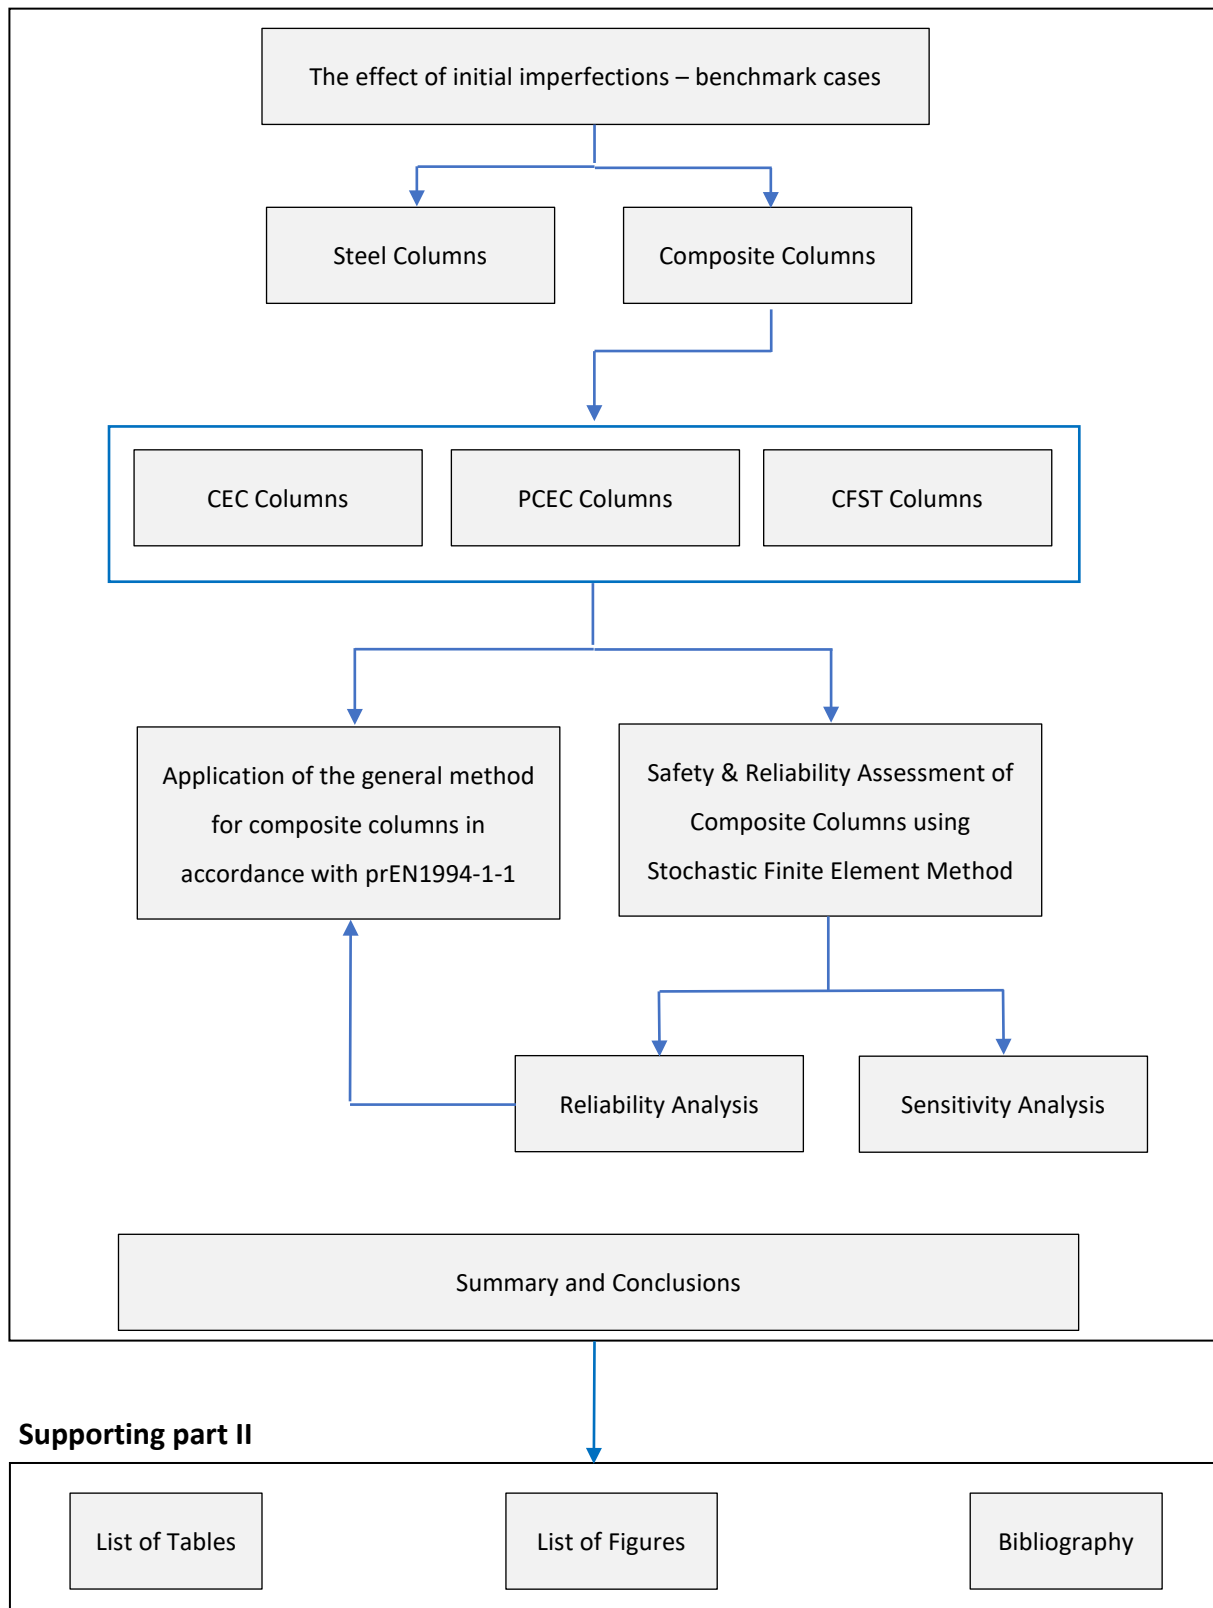 The effect of initial imperfections – benchmark cases
Steel Columns
Composite Columns
CEC Columns
PCEC Columns
CFST Columns
Application of the general method
for composite columns in
accordance with prEN1994-1-1
Safety & Reliability Assessment of
Composite Columns using
Stochastic Finite Element Method
Reliability Analysis
Sensitivity Analysis
Summary and Conclusions
Supporting part II
List of Tables
List of Figures
Bibliography